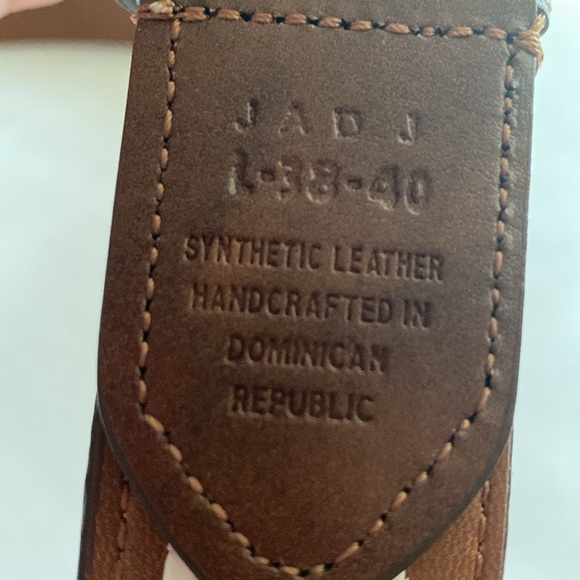 J A D J
L-38-40
SYNTHETIC LEATHER
HANDCRAFTED IN
DOMINICAN
REPUBLIC